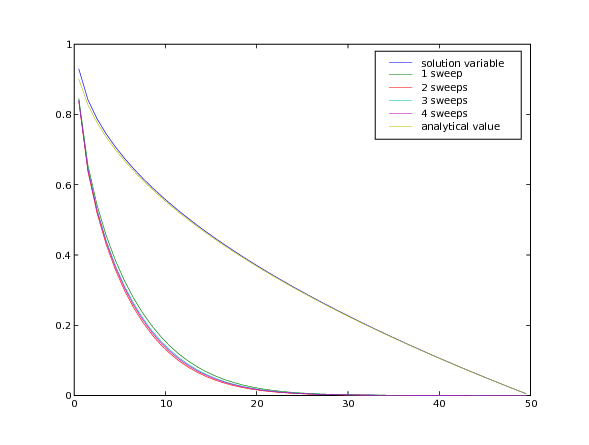 1
0.8
0.6
0.4
0.2
0
0 10 20 30 40 50
solution variable
1 sweep
2 sweeps
3 sweeps
4 sweeps
analytical value